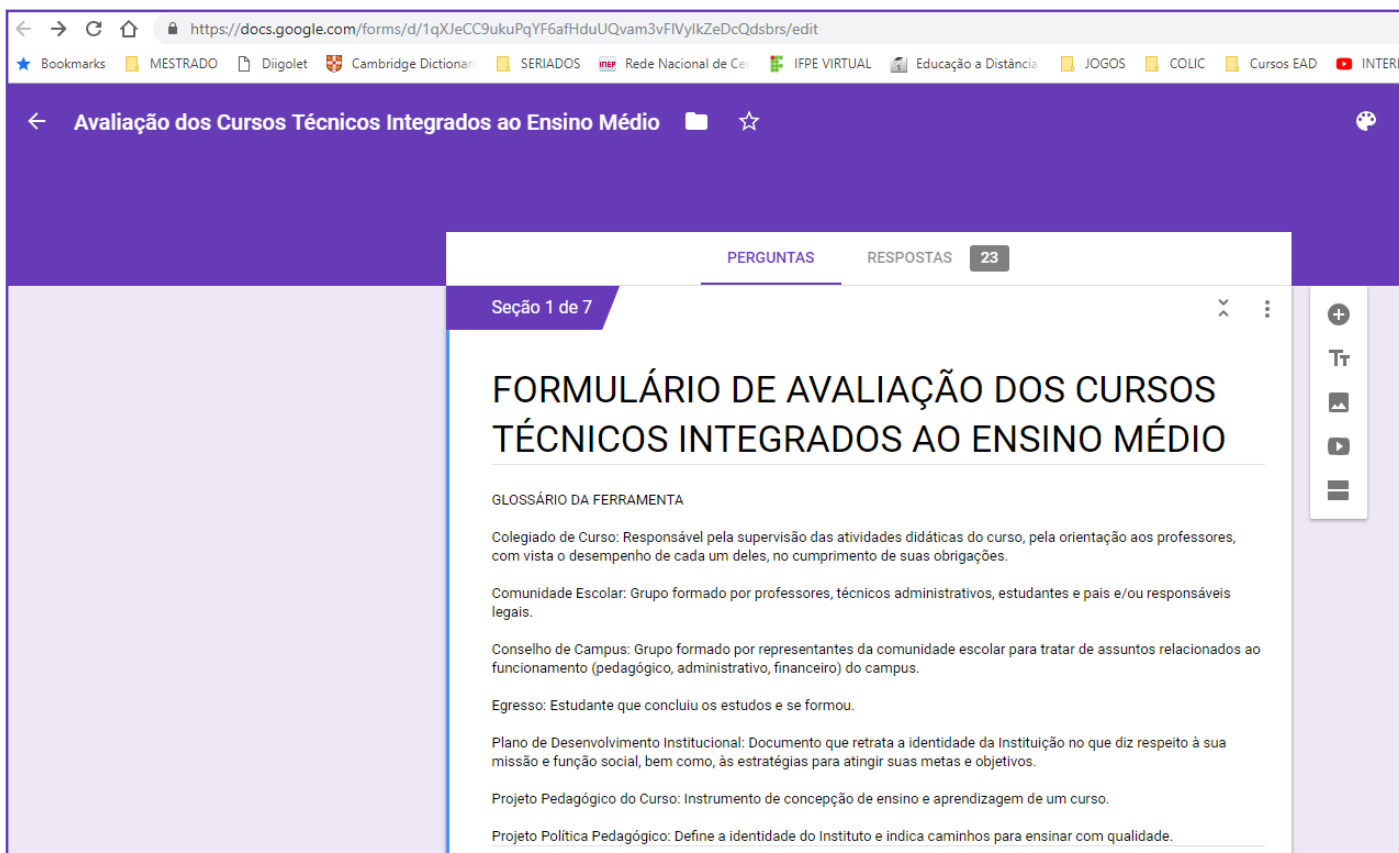 https://docs.google.com/forms/d/1qXJeCC9ukuPqYF6afHduUQvam3vFlVylkZeDcQdsbrs/edit
Bookmarks MESTRADO Diigolet Cambridge Dictionari SERIADOS inep Rede Nacional de Cer IFPE VIRTUAL Educação a Distância JOGOS COLIC Cursos EAD INTERI
Avaliação dos Cursos Técnicos Integrados ao Ensino Médio
PERGUNTAS RESPOSTAS 23
Seção 1 de 7
Tт
FORMULÁRIO DE AVALIAÇÃO DOS CURSOS
TÉCNICOS INTEGRADOS AO ENSINO MÉDIO
GLOSSÁRIO DA FERRAMENTA
Colegiado de Curso: Responsável pela supervisão das atividades didáticas do curso, pela orientação aos professores,
com vista o desempenho de cada um deles, no cumprimento de suas obrigações.
Comunidade Escolar: Grupo formado por professores, técnicos administrativos, estudantes e pais e/ou responsáveis
legais.
Conselho de Campus: Grupo formado por representantes da comunidade escolar para tratar de assuntos relacionados ao
funcionamento (pedagógico, administrativo, financeiro) do campus.
Egresso: Estudante que concluiu os estudos e se formou.
Plano de Desenvolvimento Institucional: Documento que retrata a identidade da Instituição no que diz respeito à sua
missão e função social, bem como, às estratégias para atingir suas metas e objetivos.
Projeto Pedagógico do Curso: Instrumento de concepção de ensino e aprendizagem de um curso.
Projeto Política Pedagógico: Define a identidade do Instituto e indica caminhos para ensinar com qualidade.